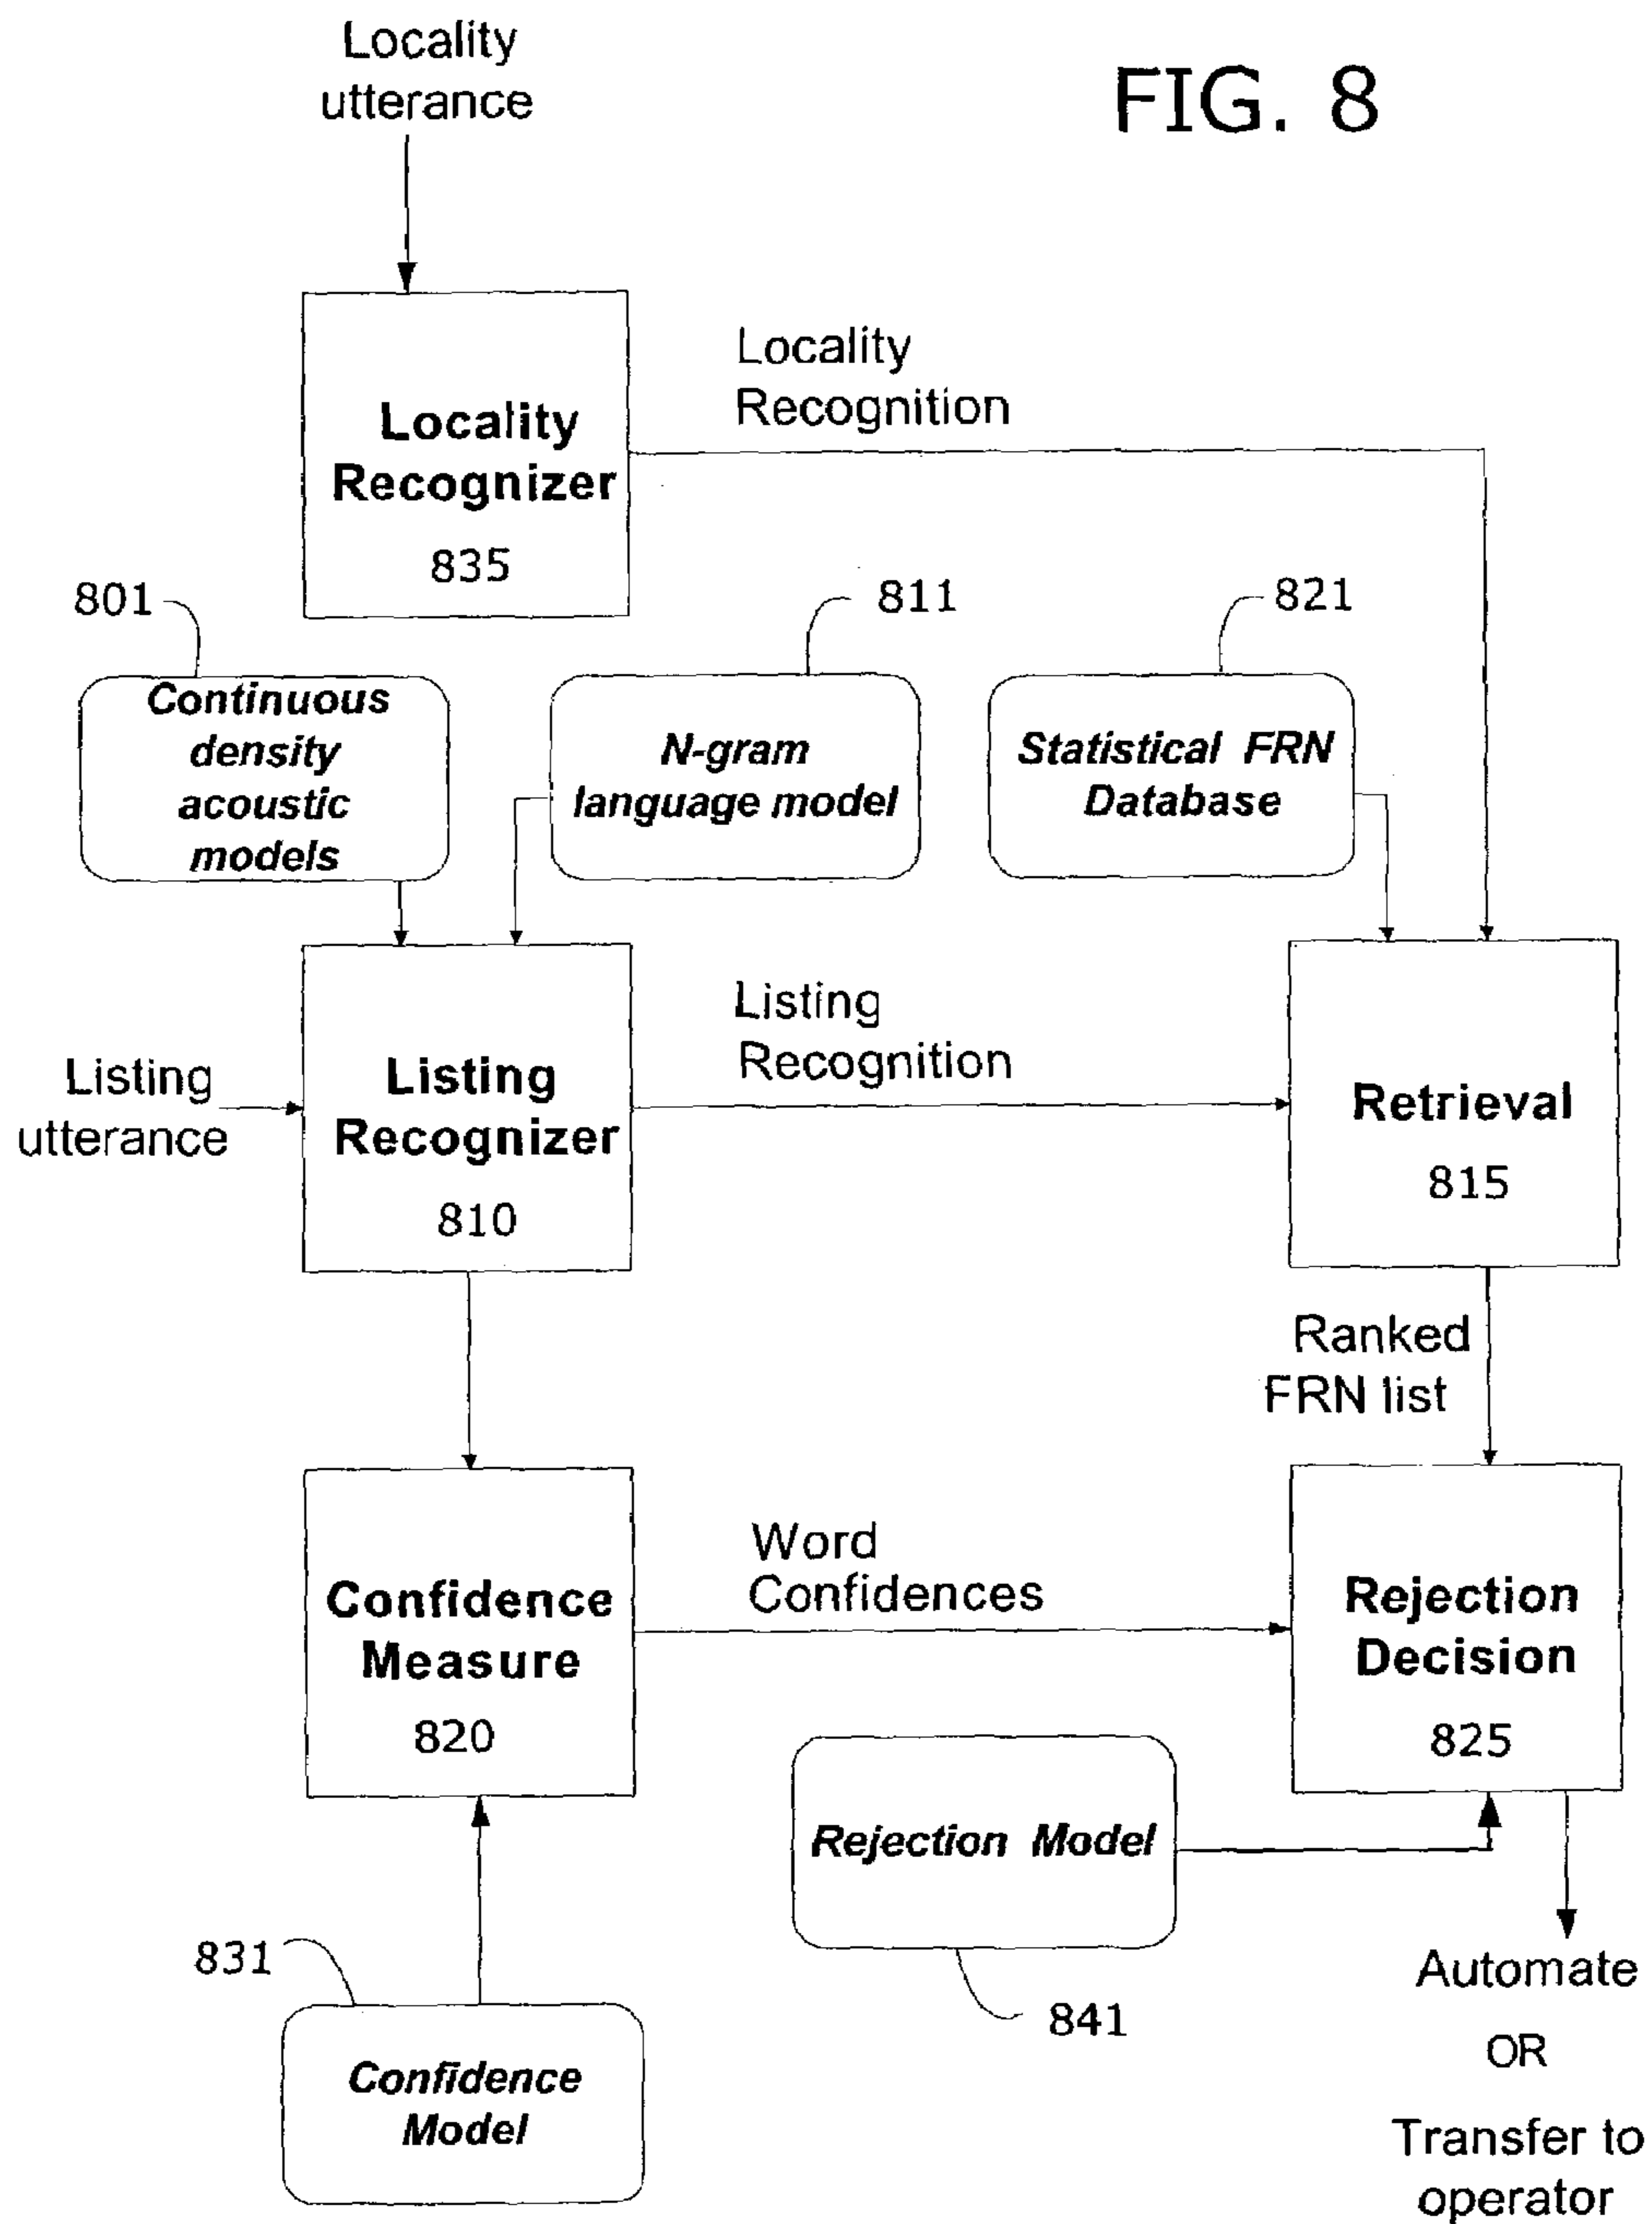 Locality
utterance
FIG. 8
Locality
Recognition
Locality
Recognizer
835
801
811
821
Continuous
density
acoustic
models
N-gram
language model
Statistical FRN
Database
Listing
utterance
Listing
Recognizer
810
Listing
Recognition
Retrieval
815
Ranked
FRN list
Confidence
Measure
820
Word
Confidences
Rejection
Decision
825
Rejection Model
841
831
Confidence
Model
Automate
OR
Transfer to
operator